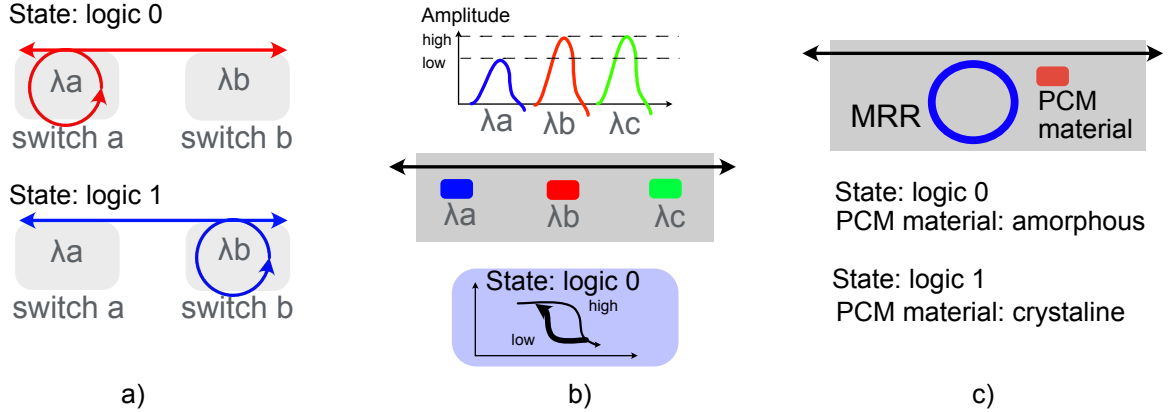 State: logic 0
λa
λb
switch a
switch b
State: logic 1
λa
λb
switch a
switch b
a)
Amplitude
high
low
λa
λb
λc
λa
λb
λc
State: logic 0
high
low
b)
MRR
PCM
material
State: logic 0
PCM material: amorphous
State: logic 1
PCM material: crystaline
c)